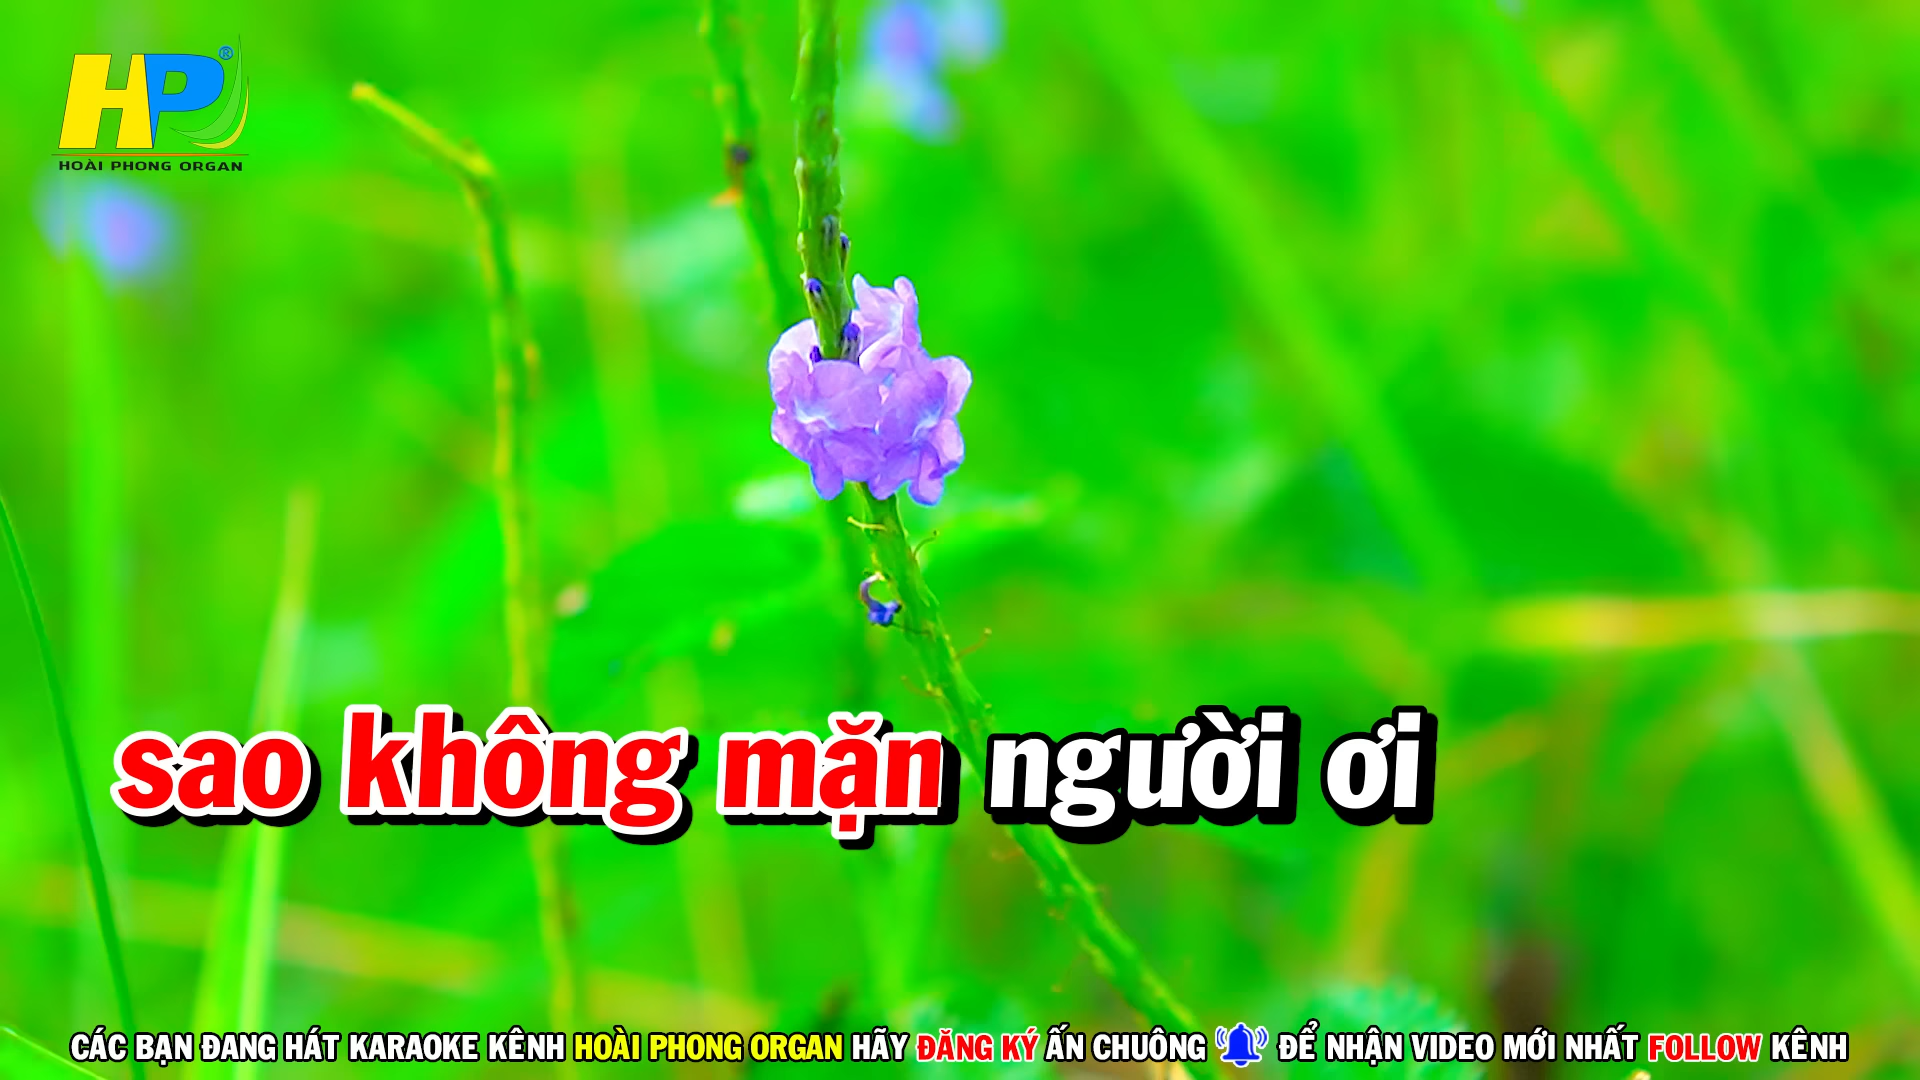 HP®
HOÀI PHONG ORGAN
sao không mặn người ơi
CÁC BẠN ĐANG HÁT KARAOKE KÊNH HOÀI PHONG ORGAN HÃY ĐĂNG KÝ ẤN CHUÔNG ĐỂ NHẬN VIDEO MỚI NHẤT FOLLOW KÊNH